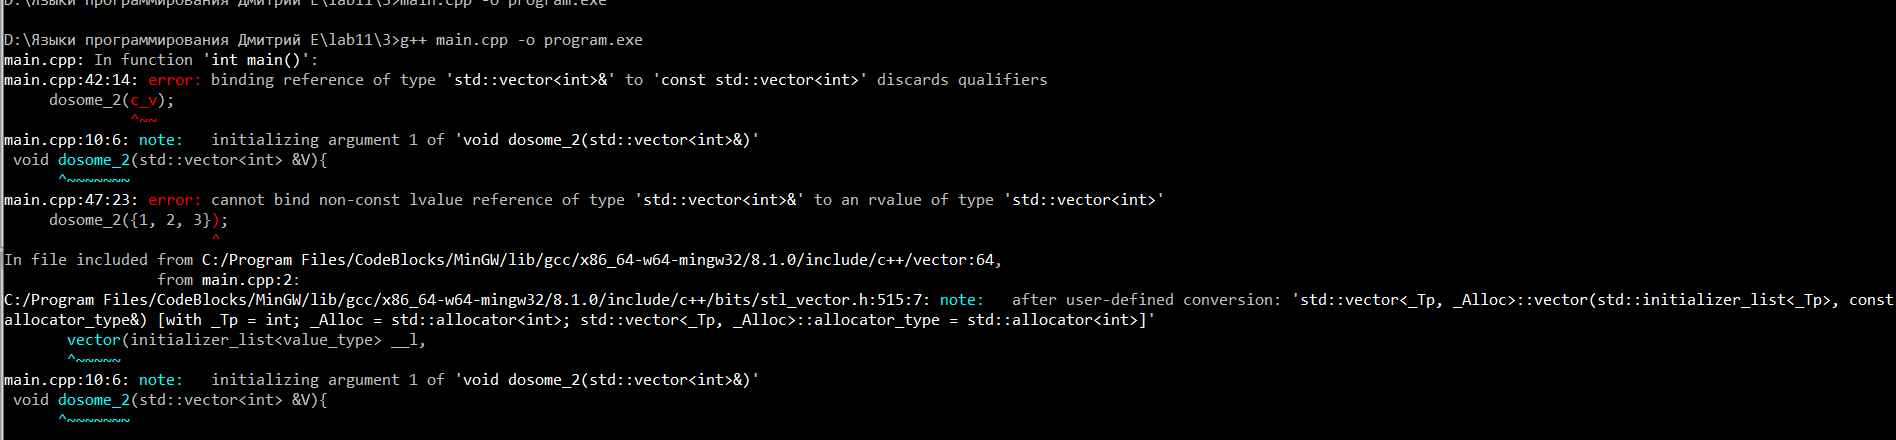 D:\Языки программирования Дмитрий Е\lab11\3>main.cpp -o program.exe
D:\Языки программирования Дмитрий Е\lab11\3>g++ main.cpp -o program.exe
main.cpp: In function 'int main()':
main.cpp:42:14: error: binding reference of type 'std::vector<int>&' to 'const std::vector<int>' discards qualifiers
     dosome_2(c_v);
              ^~~
main.cpp:10:6: note:   initializing argument 1 of 'void dosome_2(std::vector<int>&)'
 void dosome_2(std::vector<int> &V){
      ^~~~~~~~
main.cpp:47:23: error: cannot bind non-const lvalue reference of type 'std::vector<int>&' to an rvalue of type 'std::vector<int>'
     dosome_2({1, 2, 3});
                       ^
In file included from C:/Program Files/CodeBlocks/MinGW/lib/gcc/x86_64-w64-mingw32/8.1.0/include/c++/vector:64,
                 from main.cpp:2:
C:/Program Files/CodeBlocks/MinGW/lib/gcc/x86_64-w64-mingw32/8.1.0/include/c++/bits/stl_vector.h:515:7: note:   after user-defined conversion: 'std::vector<_Tp, _Alloc>::vector(std::initializer_list<_Tp>, const
allocator_type&) [with _Tp = int; _Alloc = std::allocator<int>; std::vector<_Tp, _Alloc>::allocator_type = std::allocator<int>]'
       vector(initializer_list<value_type> __l,
       ^~~~~~
main.cpp:10:6: note:   initializing argument 1 of 'void dosome_2(std::vector<int>&)'
 void dosome_2(std::vector<int> &V){
      ^~~~~~~~